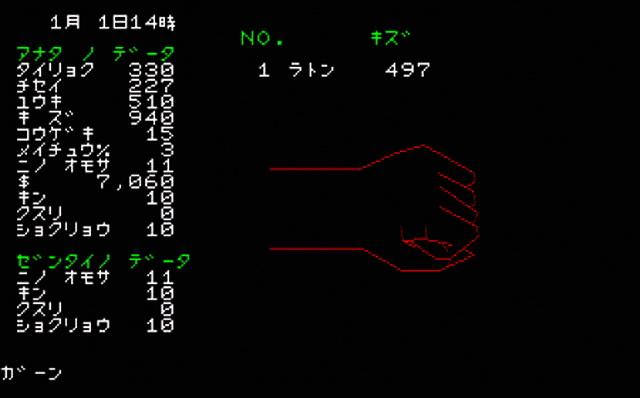 1月 1日14時
アナタ ノ データ
タイリョク 330
チセイ 227
ユウキ 510
キズ 940
コウゲキ 15
メイチュウ% 3
ニノ オモサ 11
$ 7,060
キン 10
クスリ 0
ショクリョウ 10
ゼンタイノ データ
ニノ オモサ 11
キン 10
クスリ 0
ショクリョウ 10
NO. キズ
1 ラトン 497
ガーン